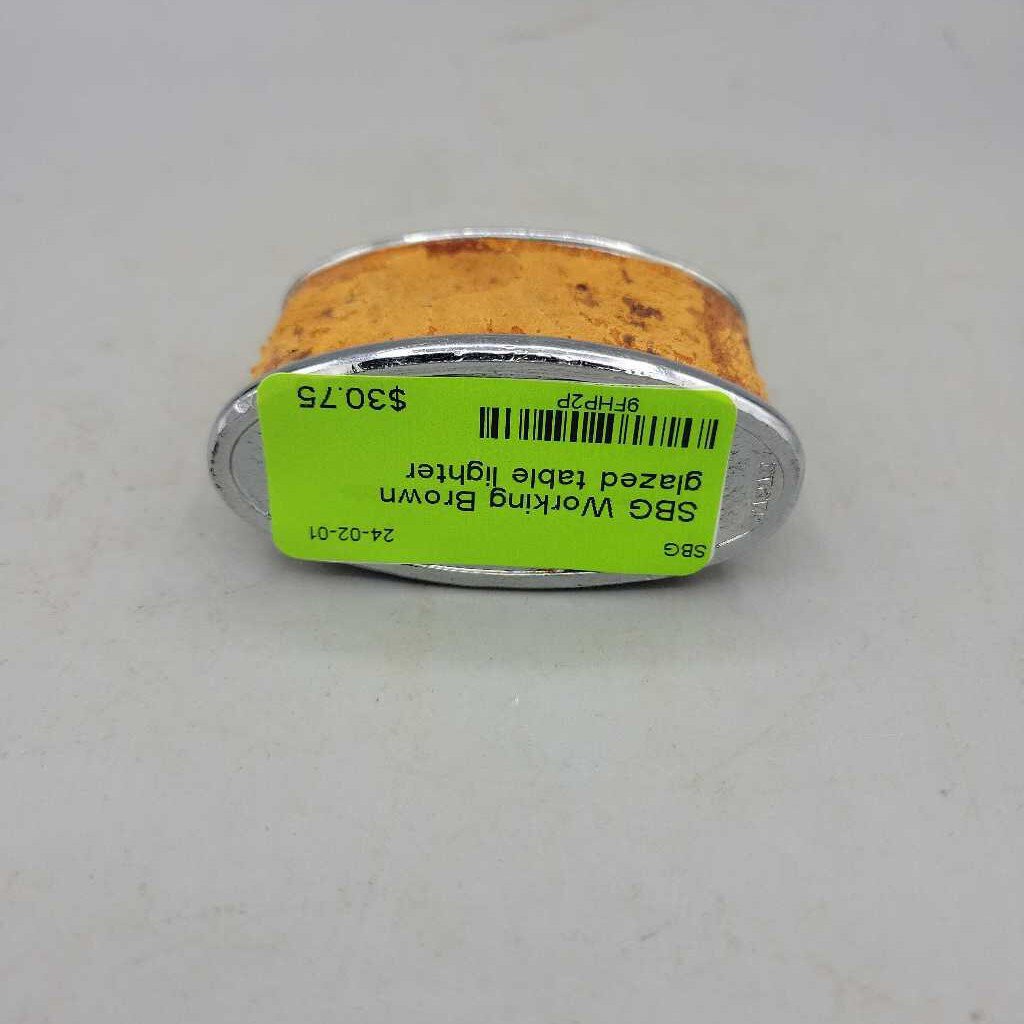 SBG 24-02-01
SBG Working Brown
glazed table lighter
9FHP2P
$30.75